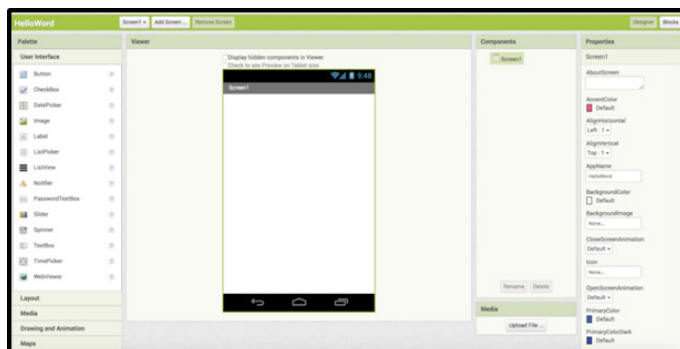 HelloWord
Screen1
Add Screen ...
Remove Screen
Designer
Blocks
Palette
User Interface
Button
CheckBox
DatePicker
Image
Label
ListPicker
ListView
Notifier
PasswordTextBox
Slider
Spinner
TextBox
TimePicker
WebViewer
Layout
Media
Drawing and Animation
Maps
Viewer
Display hidden components in Viewer
Check to see Preview on Tablet size.
9:48
Screen1
Components
Screen1
Rename
Delete
Media
Upload File ...
Properties
Screen1
AboutScreen
AccentColor
Default
AlignHorizontal
Left : 1
AlignVertical
Top : 1
AppName
HelloWord
BackgroundColor
Default
BackgroundImage
None...
CloseScreenAnimation
Default
Icon
None...
OpenScreenAnimation
Default
PrimaryColor
Default
PrimaryColorDark
Default